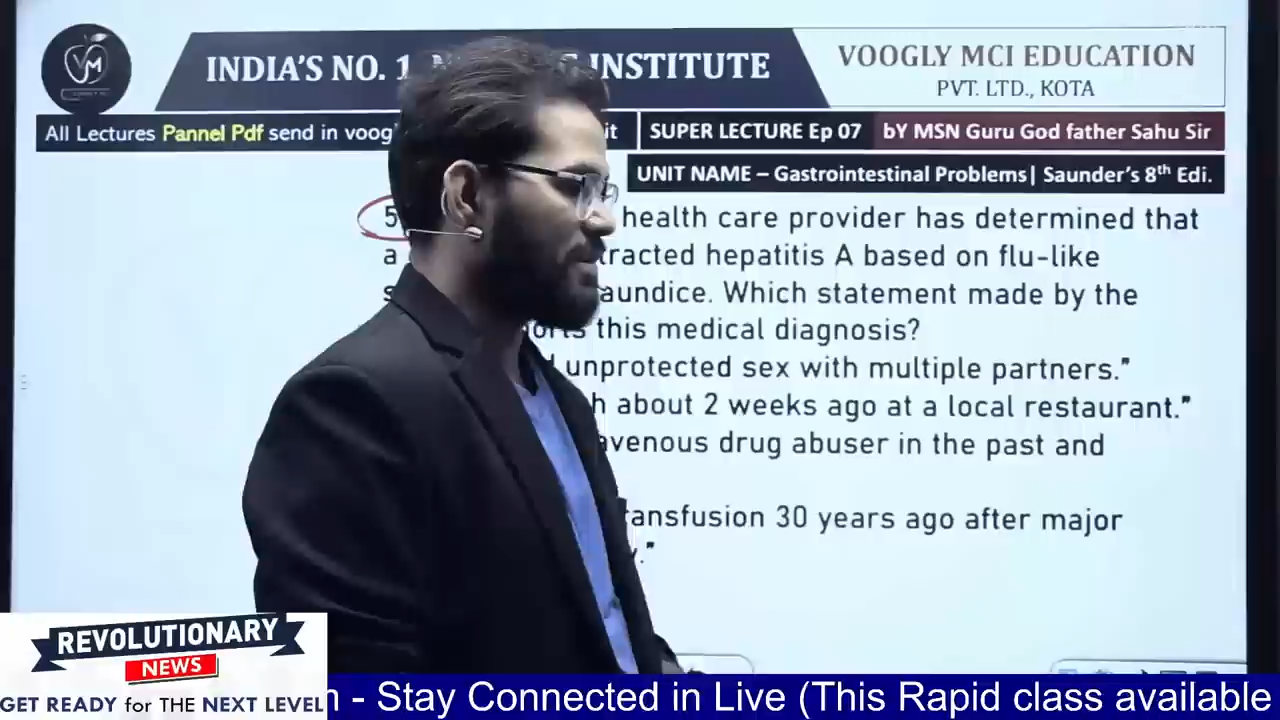 INDIA'S NO. 1 INSTITUTE
VOOGLY MCI EDUCATION
PVT. LTD., KOTA
VM
All Lectures Pannel Pdf send in
SUPER LECTURE Ep 07
bY MSN Guru God father Sahu Sir
UNIT NAME – Gastrointestinal Problems| Saunder's 8th Edi.
health care provider has determined that
a hepatitis A based on flu-like
Which statement made by the
this medical diagnosis?
unprotected sex with multiple partners."
about 2 weeks ago at a local restaurant."
drug abuser in the past and
30 years ago after major
REVOLUTIONARY
NEWS
GET READY for THE NEXT LEVEL
- Stay Connected in Live (This Rapid class available